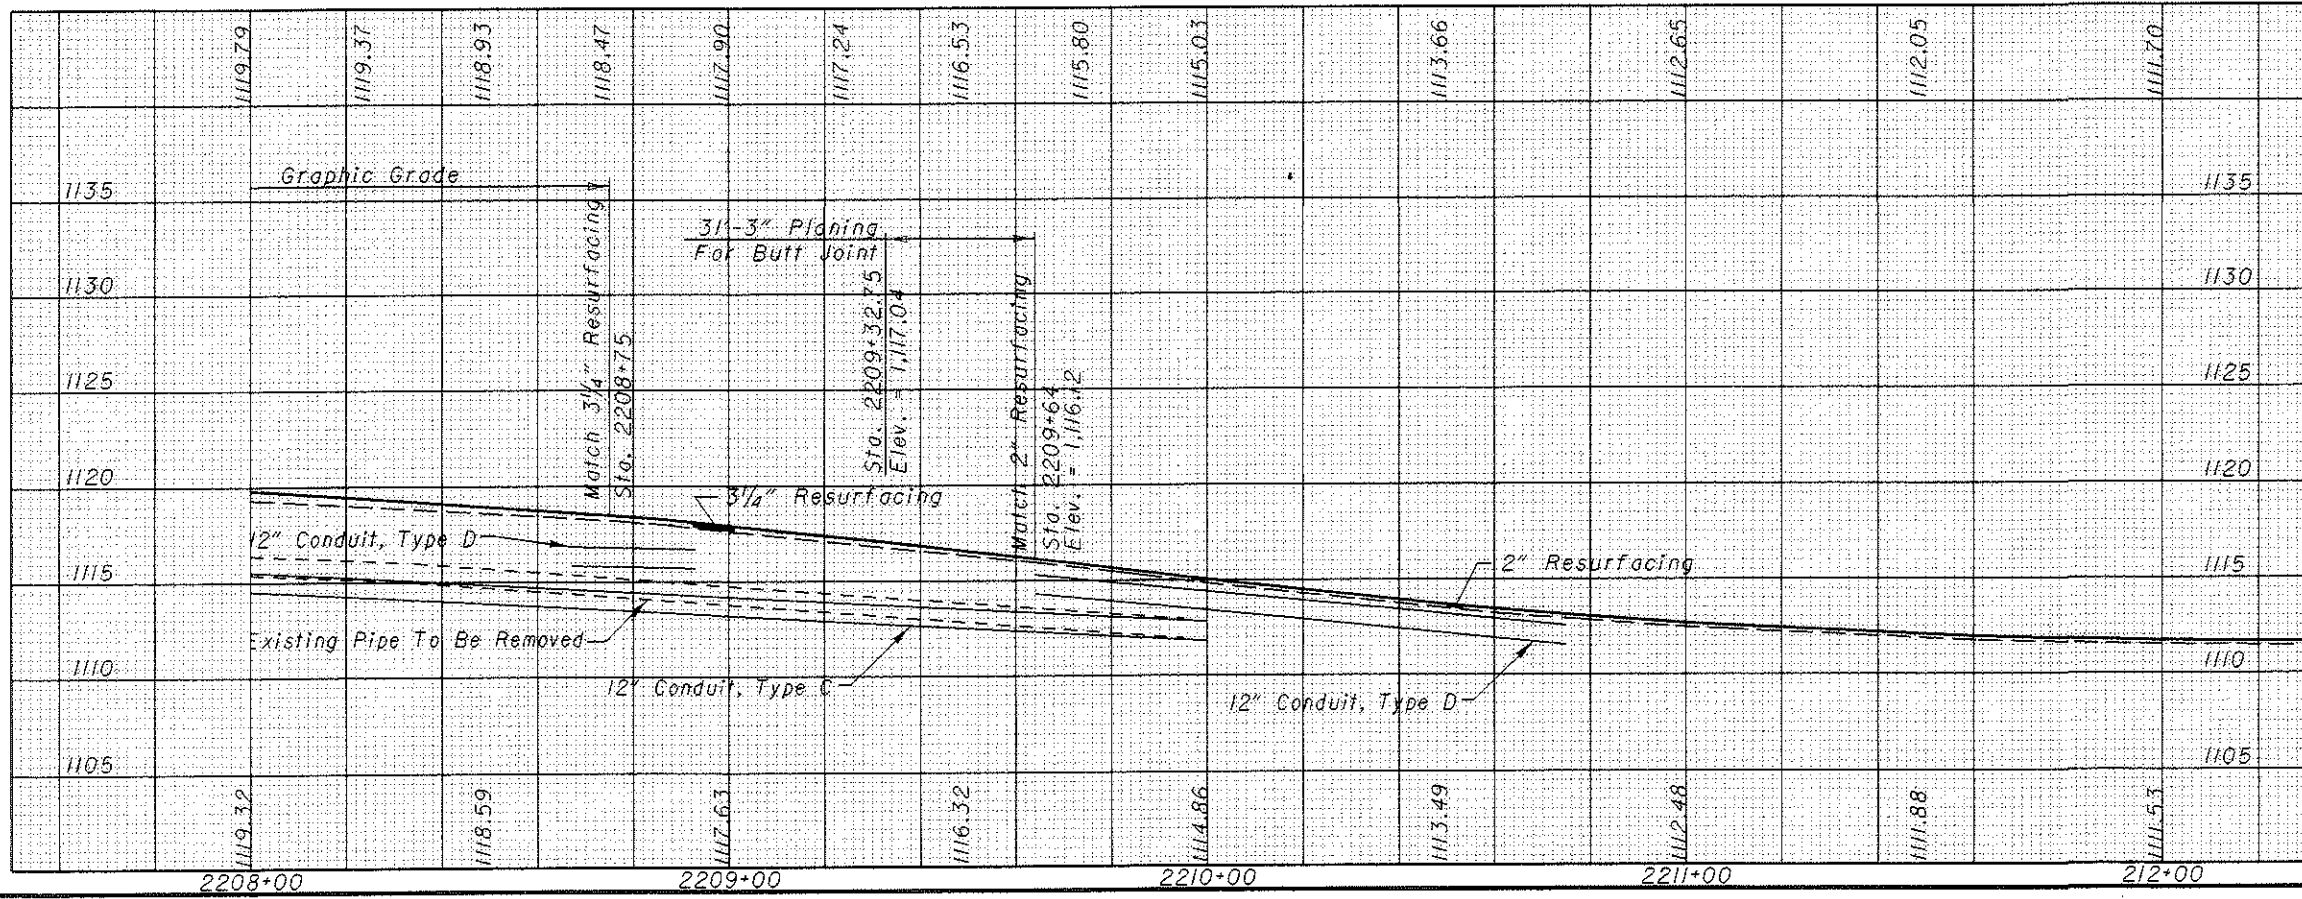 1119.79 1119.37 1118.93 1118.47 1117.90 1117.24 1116.53 1115.80 1115.03 1113.66 1112.65 1112.05 1111.70
Graphic Grade
1135 1135
31'-3" Planing
For Butt Joint
Match 3 1/4" Resurfacing
Sta. 2208+75
Sta. 2209+32.75
Elev. = 1,117.04
Match 2" Resurfacing
Sta. 2209+64
Elev. = 1,116.12
1130 1130
1125 1125
1120 1120
3 1/4" Resurfacing
12" Conduit, Type D
2" Resurfacing
1115 1115
Existing Pipe To Be Removed
1110 1110
12" Conduit, Type C
12" Conduit, Type D
1105 1105
1119.32 1118.59 1117.63 1116.32 1114.86 1113.49 1112.48 1111.88 1111.53
2208+00 2209+00 2210+00 2211+00 212+00